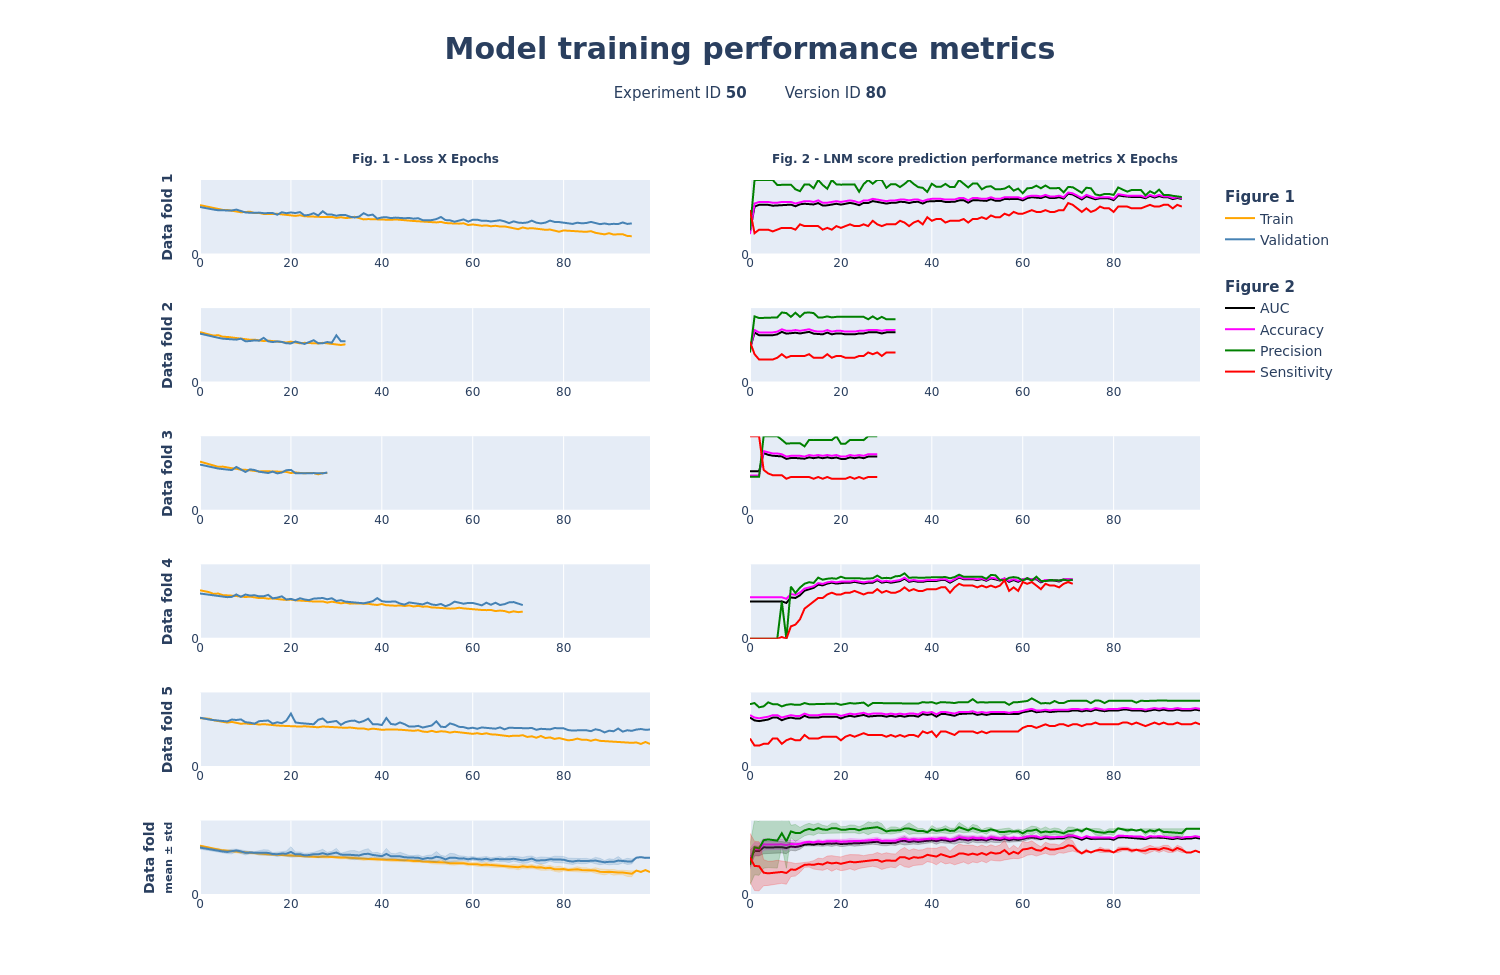 Model training performance metrics
Experiment ID 50 Version ID 80
Fig. 1 - Loss X Epochs
Fig. 2 - LNM score prediction performance metrics X Epochs
Data fold 1
0
0 20 40 60 80
0
0 20 40 60 80
Data fold 2
0
0 20 40 60 80
0
0 20 40 60 80
Data fold 3
0
0 20 40 60 80
0
0 20 40 60 80
Data fold 4
0
0 20 40 60 80
0
0 20 40 60 80
Data fold 5
0
0 20 40 60 80
0
0 20 40 60 80
Data fold
mean ± std
0
0 20 40 60 80
0
0 20 40 60 80
Figure 1
Train
Validation
Figure 2
AUC
Accuracy
Precision
Sensitivity